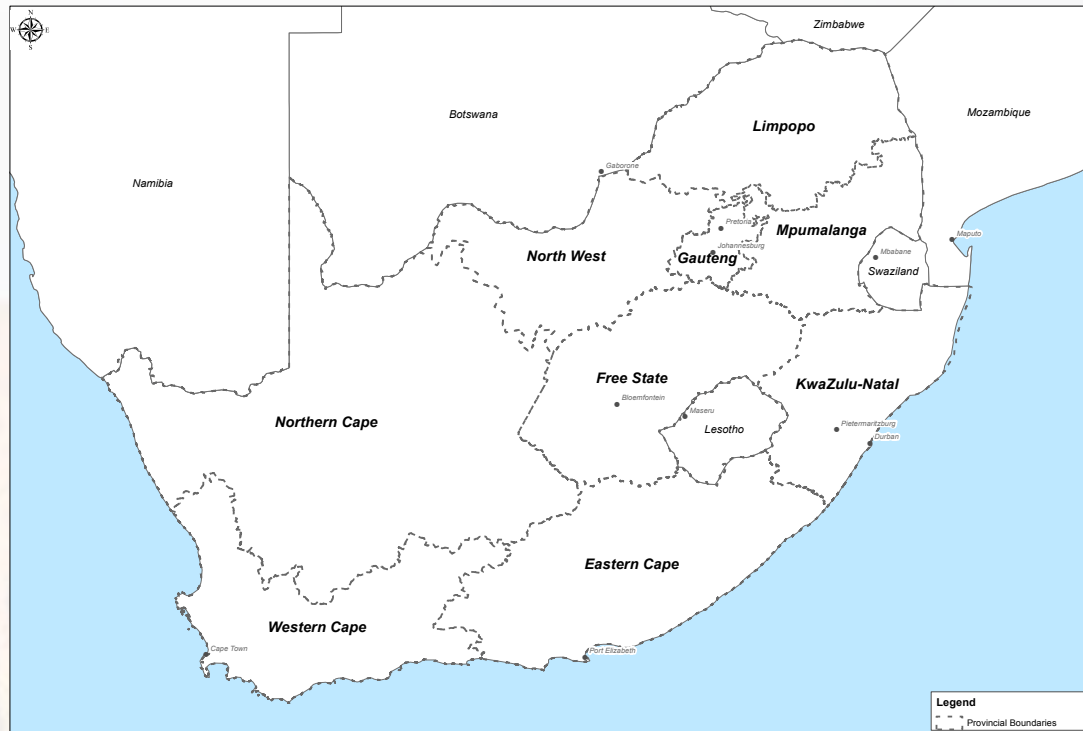 N
W E
S
Zimbabwe
Botswana
Mozambique
Limpopo
Gaborone
Namibia
Pretoria
Mpumalanga
Maputo
Johannesburg
North West
Gauteng
Mbabane
Swaziland
Free State
KwaZulu-Natal
Bloemfontein
Maseru
Northern Cape
Lesotho
Pietermaritzburg
Durban
Eastern Cape
Western Cape
Cape Town
Port Elizabeth
Legend
Provincial Boundaries